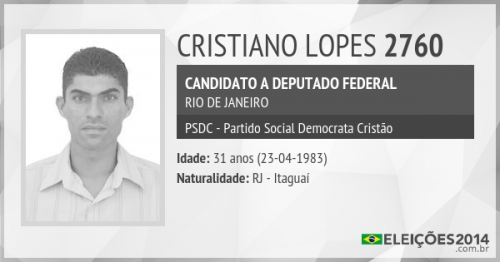 CRISTIANO LOPES 2760
CANDIDATO A DEPUTADO FEDERAL
RIO DE JANEIRO
PSDC - Partido Social Democrata Cristão
Idade: 31 anos (23-04-1983)
Naturalidade: RJ - Itaguaí
ELEIÇÕES2014
.com.br